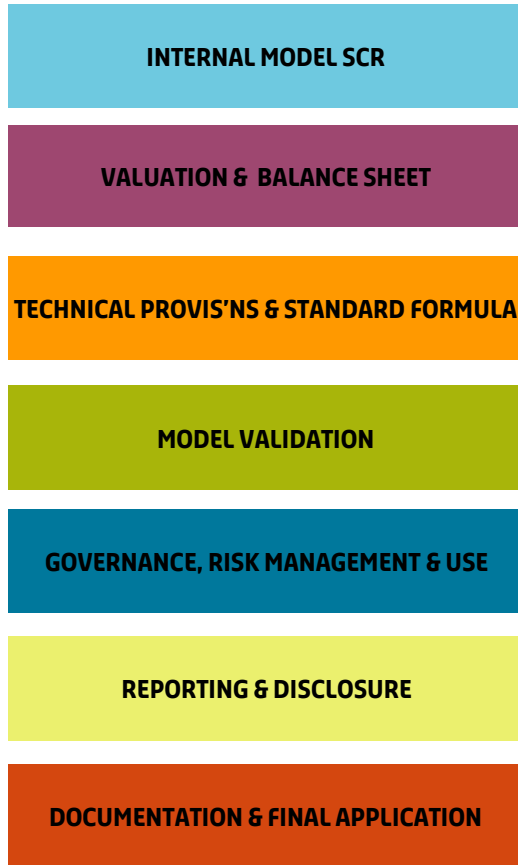 INTERNAL MODEL SCR
VALUATION & BALANCE SHEET
TECHNICAL PROVIS'NS & STANDARD FORMULA
MODEL VALIDATION
GOVERNANCE, RISK MANAGEMENT & USE
REPORTING & DISCLOSURE
DOCUMENTATION & FINAL APPLICATION